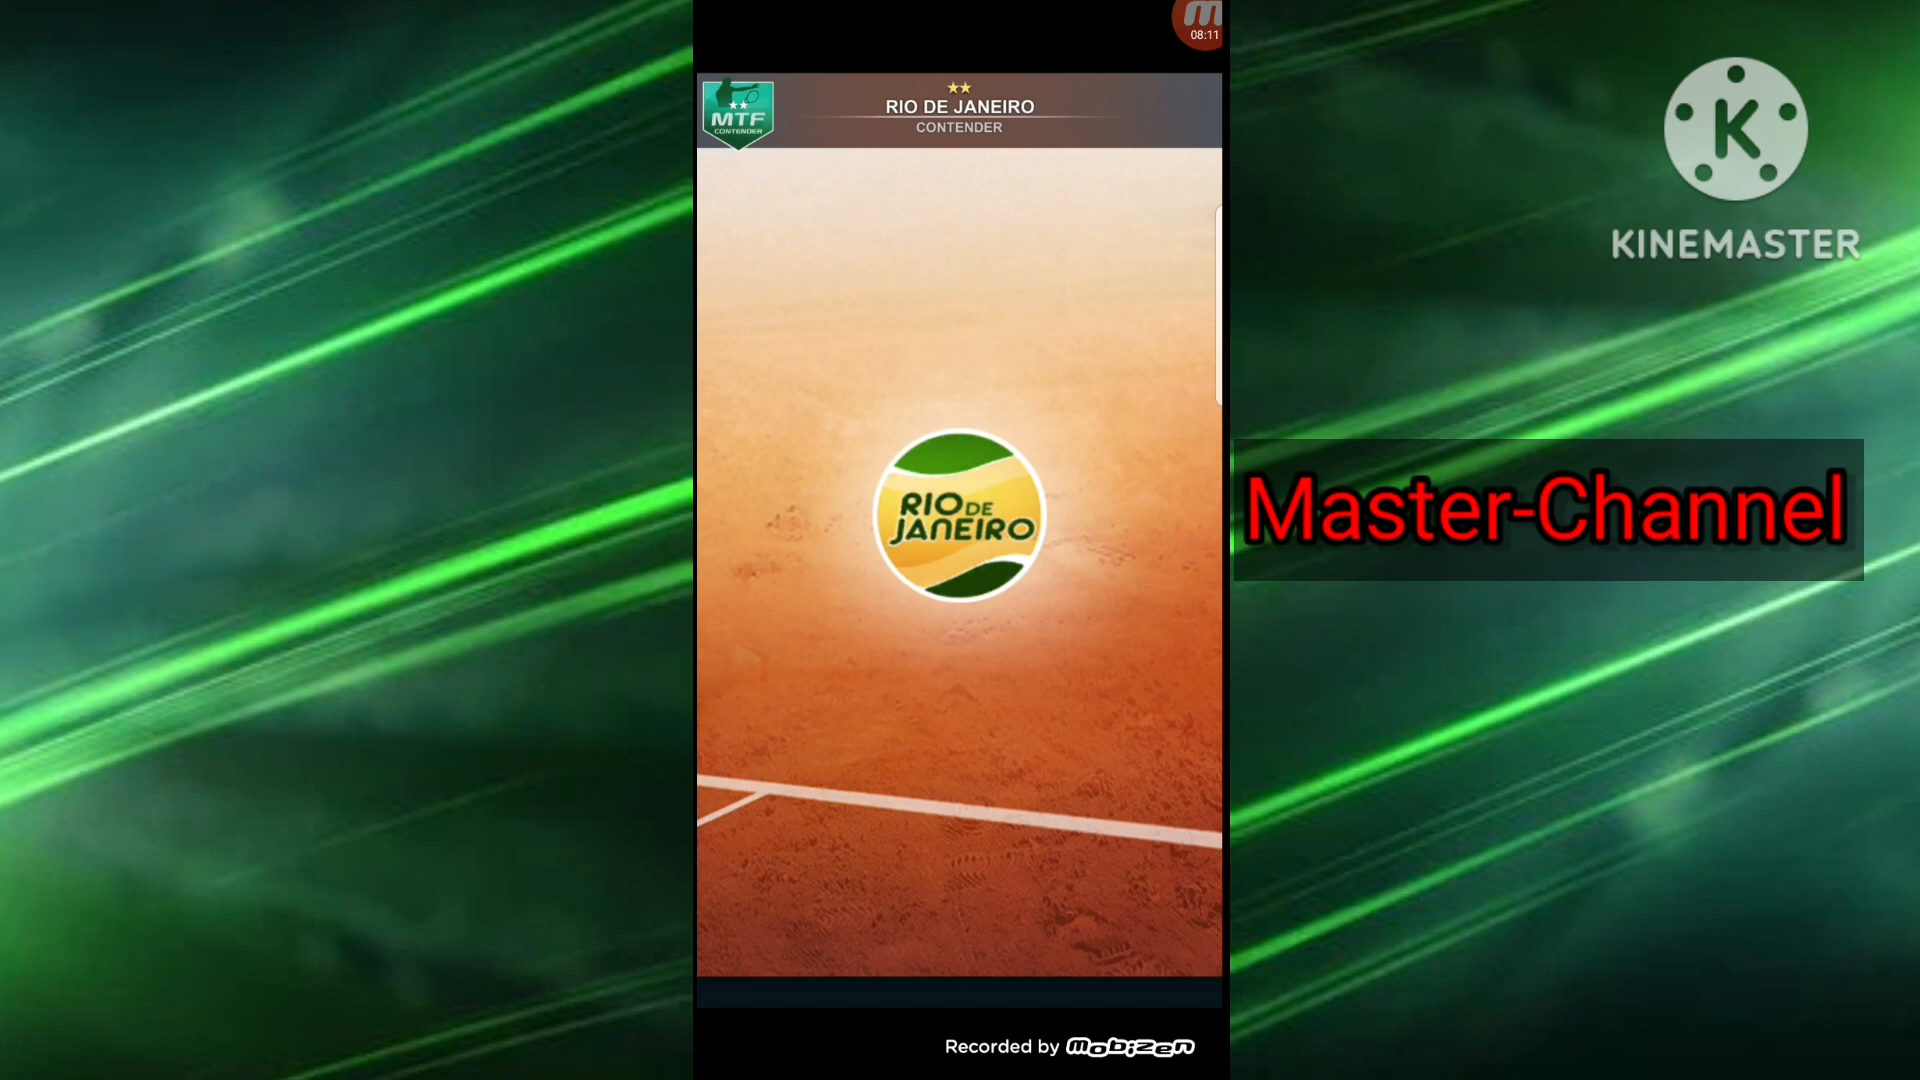 08:11
MTF
CONTENDER
RIO DE JANEIRO
CONTENDER
K
KINEMASTER
RIO DE
JANEIRO
Master-Channel
Recorded by mobizen